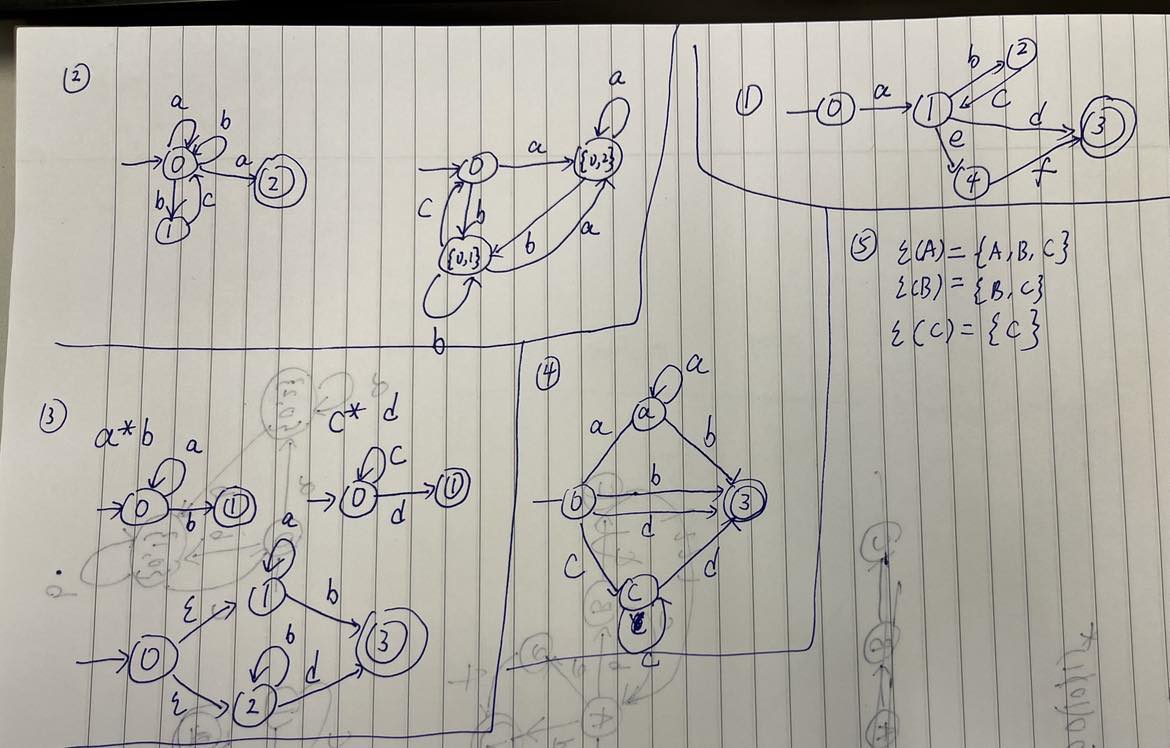 ②
a
b
0
a
2
b
c
1
0
a
{0,2}
a
c
b
b
a
{0,1}
b
①
0
a
1
b
2
c
d
3
e
4
f
⑤ ε(A) = {A, B, C}
ε(B) = {B, C}
ε(C) = {C}
③
a*b
a
0
b
1
c* d
c
0
d
1
a
ε
1
b
0
3
ε
b
2
d
④
a
a
a
b
0
b
d
3
c
c
d
c